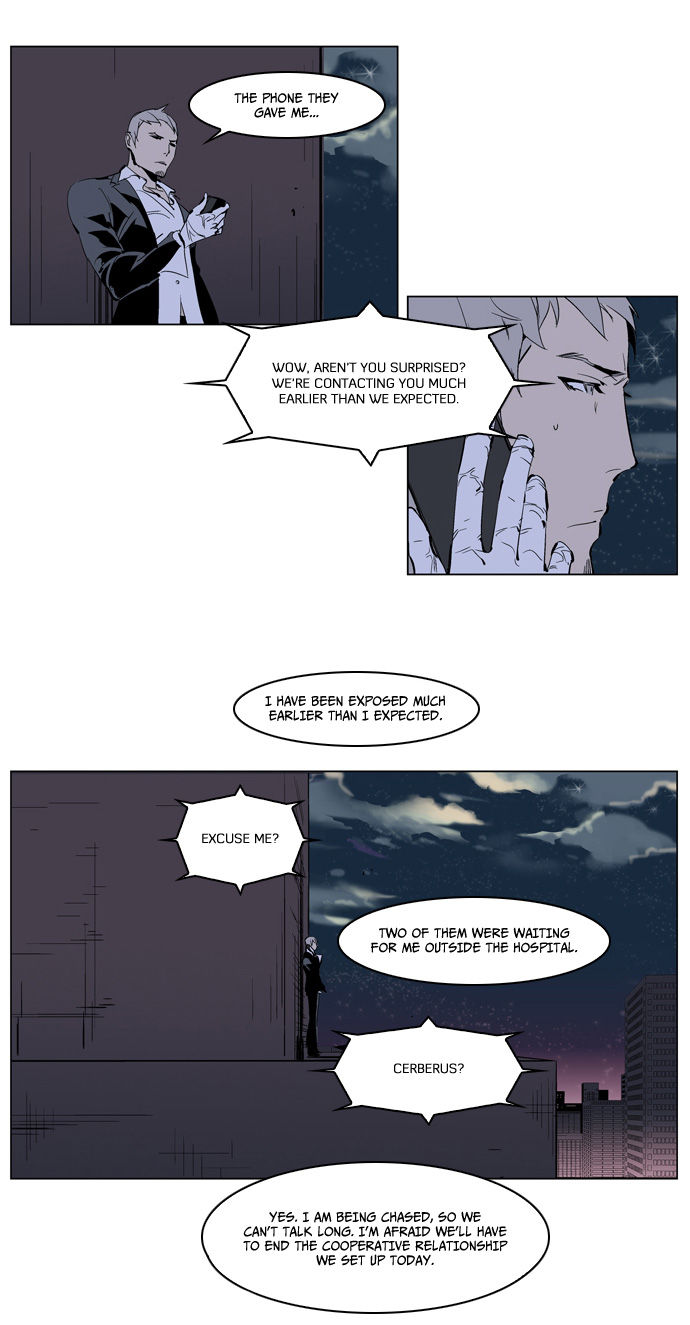 THE PHONE THEY
GAVE ME...
WOW, AREN'T YOU SURPRISED?
WE'RE CONTACTING YOU MUCH
EARLIER THAN WE EXPECTED.
I HAVE BEEN EXPOSED MUCH
EARLIER THAN I EXPECTED.
EXCUSE ME?
TWO OF THEM WERE WAITING
FOR ME OUTSIDE THE HOSPITAL.
CERBERUS?
YES. I AM BEING CHASED, SO WE
CAN'T TALK LONG. I'M AFRAID WE'LL HAVE
TO END THE COOPERATIVE RELATIONSHIP
WE SET UP TODAY.